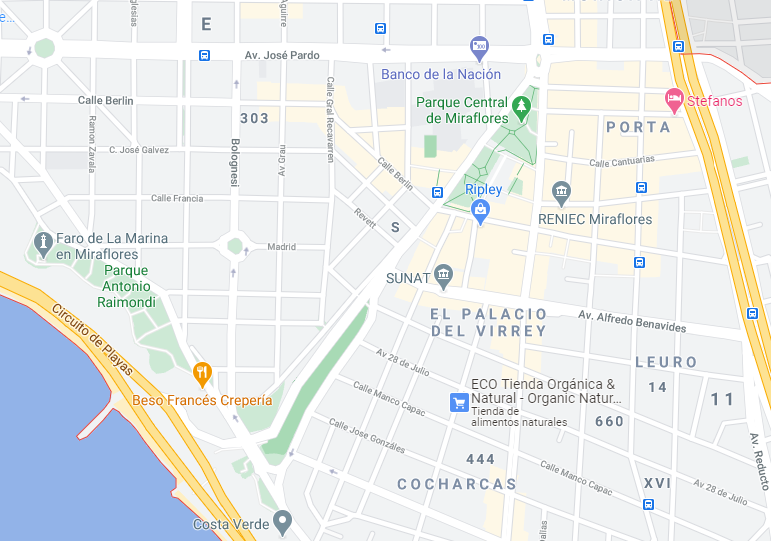 Iglesias
Aguirre
E
Av. José Pardo
Banco de la Nación
Calle Berlin
303
Parque Central
de Miraflores
Stefanos
PORTA
Ramon Zavala
C. José Galvez
Bolognesi
Av Grau
Calle Gral Recavarren
Calle Berlin
Calle Cantuarias
Ripley
Calle Francia
Revett
S
RENIEC Miraflores
Faro de La Marina
en Miraflores
Madrid
Parque
Antonio
Raimondi
SUNAT
Circuito de Playas
EL PALACIO
DEL VIRREY
Av. Alfredo Benavides
Av 28 de Julio
LEURO
14
11
Beso Francés Crepería
ECO Tienda Orgánica &
Natural - Organic Natur...
Tienda de
alimentos naturales
Calle Manco Capac
660
Calle Jose Gonzáles
444
Calle Manco Capac
Av. Reducto
COCHARCAS
XVI
Av 28 de Julio
Costa Verde
Dallas